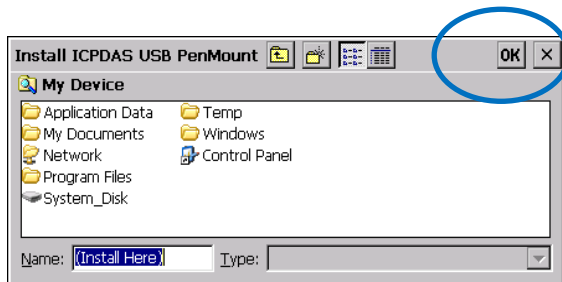 Install ICPDAS USB PenMount OK ×
My Device
Application Data Temp
My Documents Windows
Network Control Panel
Program Files
System_Disk
Name: (Install Here) Type: